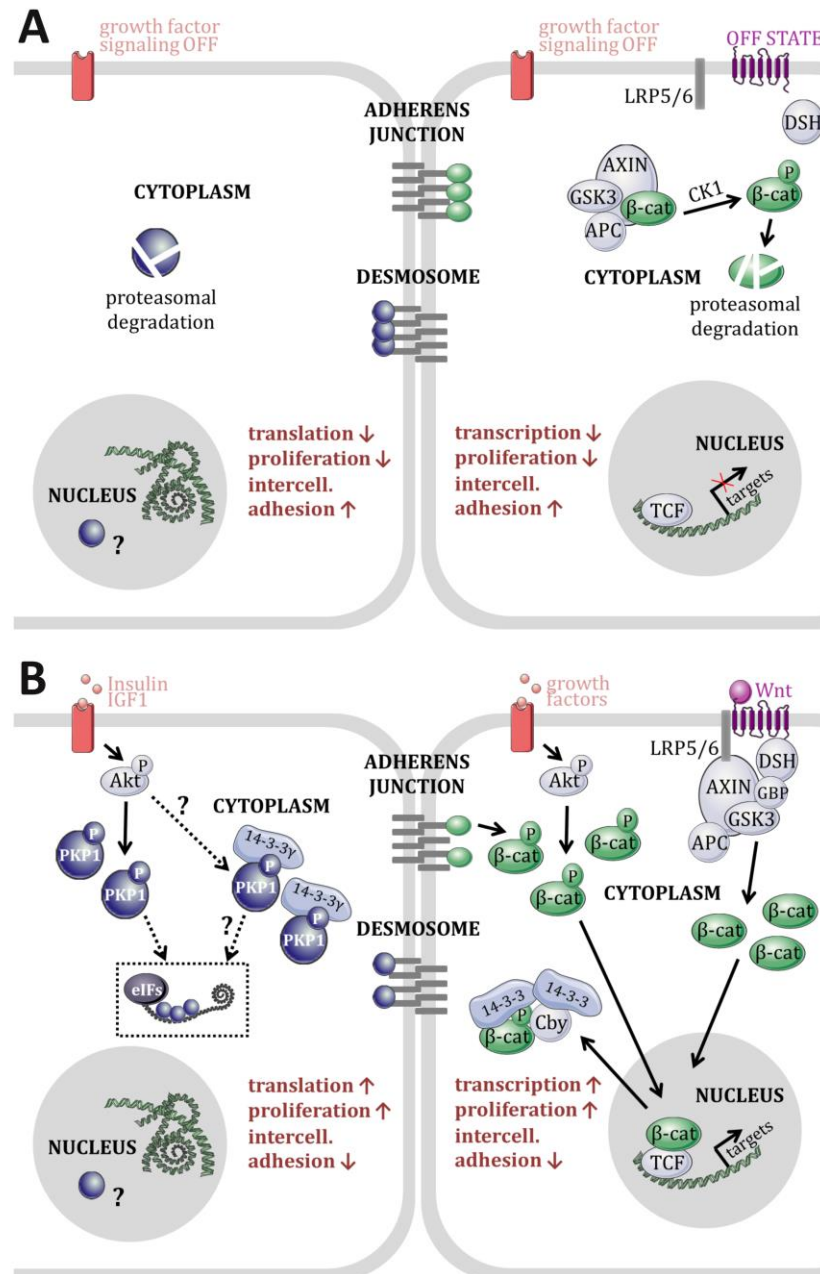 A
growth factor
signaling OFF
growth factor
signaling OFF
OFF STATE
LRP5/6
DSH
ADHERENS
JUNCTION
CYTOPLASM
proteasomal
degradation
AXIN
GSK3
β-cat
APC
CK1
P
β-cat
CYTOPLASM
proteasomal
degradation
DESMOSOME
translation ↓
proliferation ↓
intercell.
adhesion ↑
transcription ↓
proliferation ↓
intercell.
adhesion ↑
NUCLEUS
?
NUCLEUS
TCF
targets
B
Insulin
IGF1
growth
factors
Wnt
LRP5/6
DSH
AXIN
GBP
GSK3
APC
P
Akt
?
CYTOPLASM
14-3-3γ
P
PKP1
P
PKP1
P
PKP1
14-3-3γ
P
PKP1
?
eIFs
ADHERENS
JUNCTION
P
Akt
P
β-cat
P
β-cat
P
β-cat
CYTOPLASM
β-cat
β-cat
β-cat
DESMOSOME
14-3-3
14-3-3
P
β-cat
Cby
translation ↑
proliferation ↑
intercell.
adhesion ↓
transcription ↑
proliferation ↑
intercell.
adhesion ↓
NUCLEUS
?
NUCLEUS
β-cat
TCF
targets